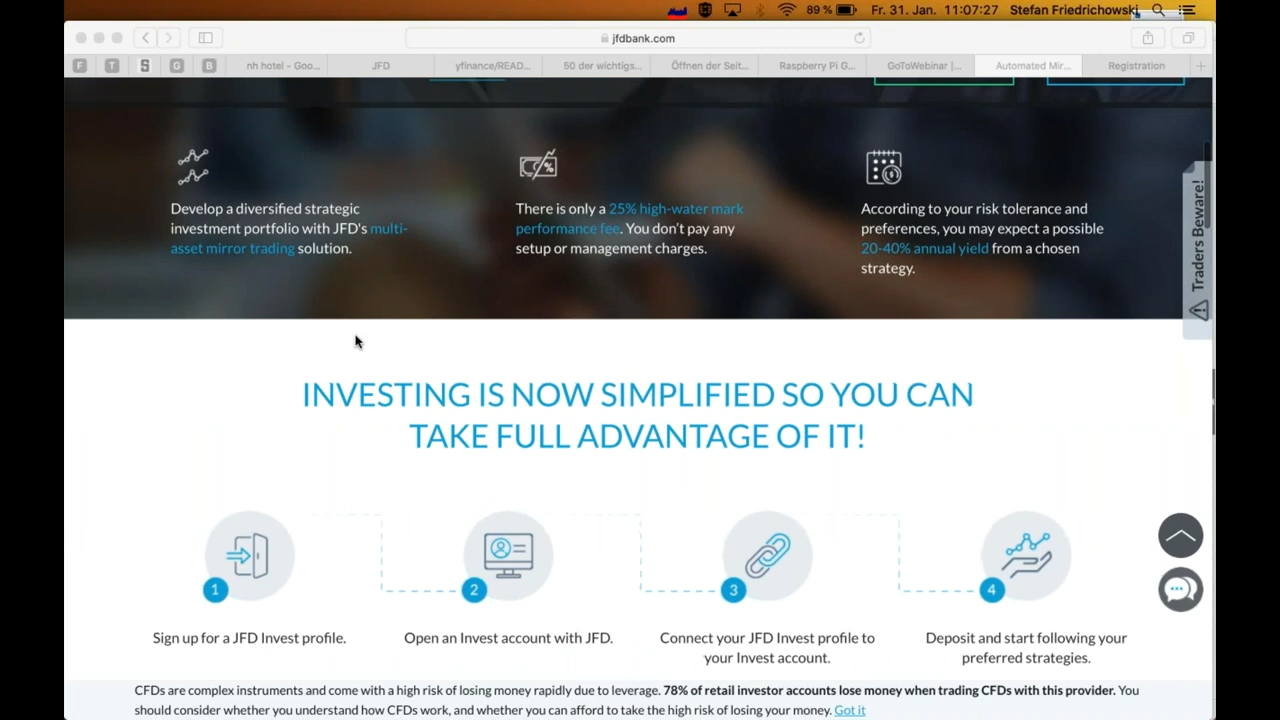 89 % Fr. 31. Jan. 11:07:27 Stefan Friedrichowski
jfdbank.com
F T S G B nh hotel - Goo... JFD yfinance/READ... 50 der wichtigs... Öffnen der Seit... Raspberry Pi G... GoToWebinar |... Automated Mir... Registration
Develop a diversified strategic
investment portfolio with JFD's multi-
asset mirror trading solution.
There is only a 25% high-water mark
performance fee. You don't pay any
setup or management charges.
According to your risk tolerance and
preferences, you may expect a possible
20-40% annual yield from a chosen
strategy.
Traders Beware!
INVESTING IS NOW SIMPLIFIED SO YOU CAN
TAKE FULL ADVANTAGE OF IT!
1
2
3
4
Sign up for a JFD Invest profile.
Open an Invest account with JFD.
Connect your JFD Invest profile to
your Invest account.
Deposit and start following your
preferred strategies.
CFDs are complex instruments and come with a high risk of losing money rapidly due to leverage. 78% of retail investor accounts lose money when trading CFDs with this provider. You
should consider whether you understand how CFDs work, and whether you can afford to take the high risk of losing your money. Got it